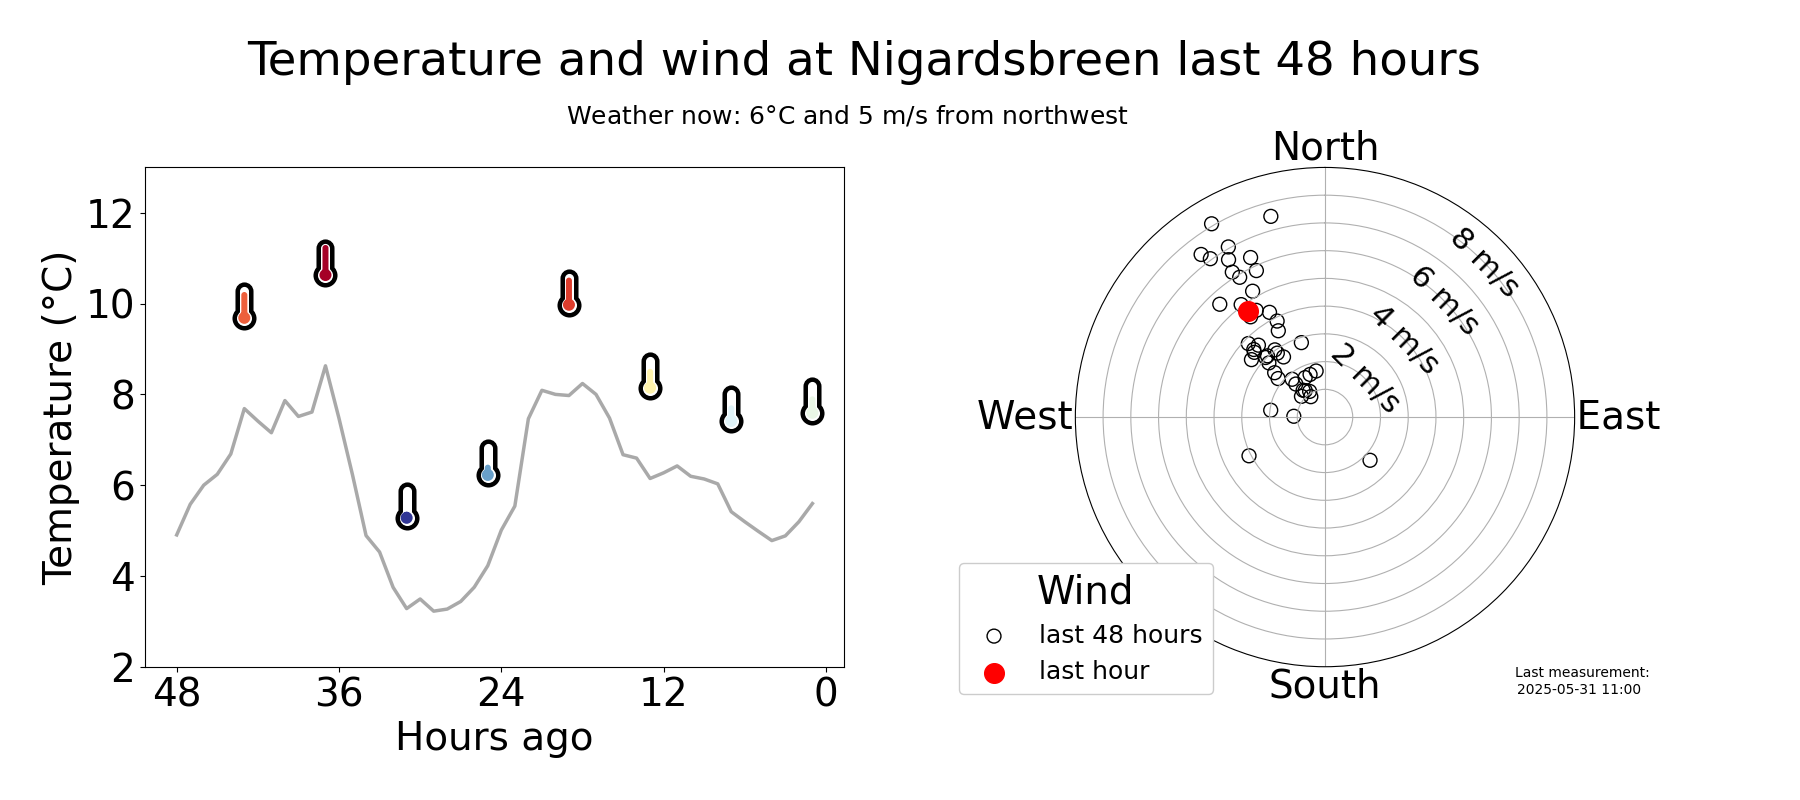 Temperature and wind at Nigardsbreen last 48 hours
Weather now: 6°C and 5 m/s from northwest
Temperature (°C)
12
10
8
6
4
2
48
36
24
12
0
Hours ago
North
West
East
South
8 m/s
6 m/s
4 m/s
2 m/s
Wind
last 48 hours
last hour
Last measurement:
2025-05-31 11:00